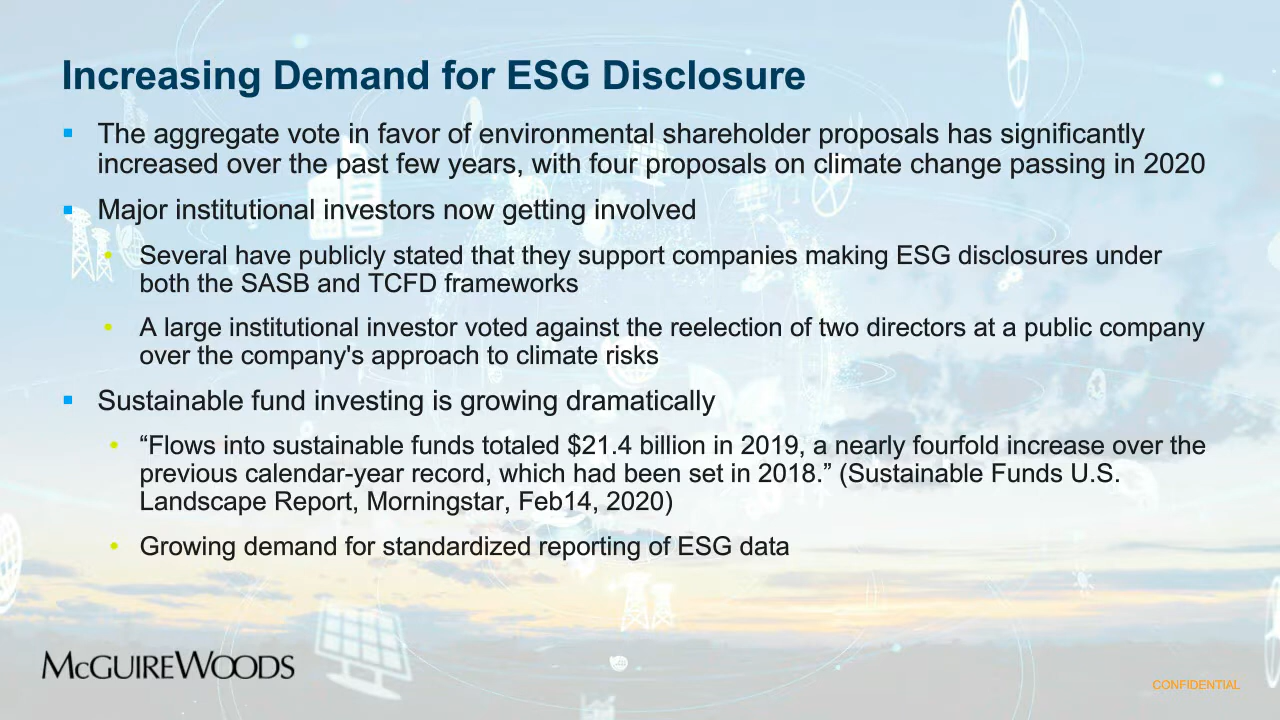 Increasing Demand for ESG Disclosure
▪ The aggregate vote in favor of environmental shareholder proposals has significantly
increased over the past few years, with four proposals on climate change passing in 2020
▪ Major institutional investors now getting involved
• Several have publicly stated that they support companies making ESG disclosures under
both the SASB and TCFD frameworks
• A large institutional investor voted against the reelection of two directors at a public company
over the company's approach to climate risks
▪ Sustainable fund investing is growing dramatically
• “Flows into sustainable funds totaled $21.4 billion in 2019, a nearly fourfold increase over the
previous calendar-year record, which had been set in 2018.” (Sustainable Funds U.S.
Landscape Report, Morningstar, Feb14, 2020)
• Growing demand for standardized reporting of ESG data
McGUIREWOODS
CONFIDENTIAL